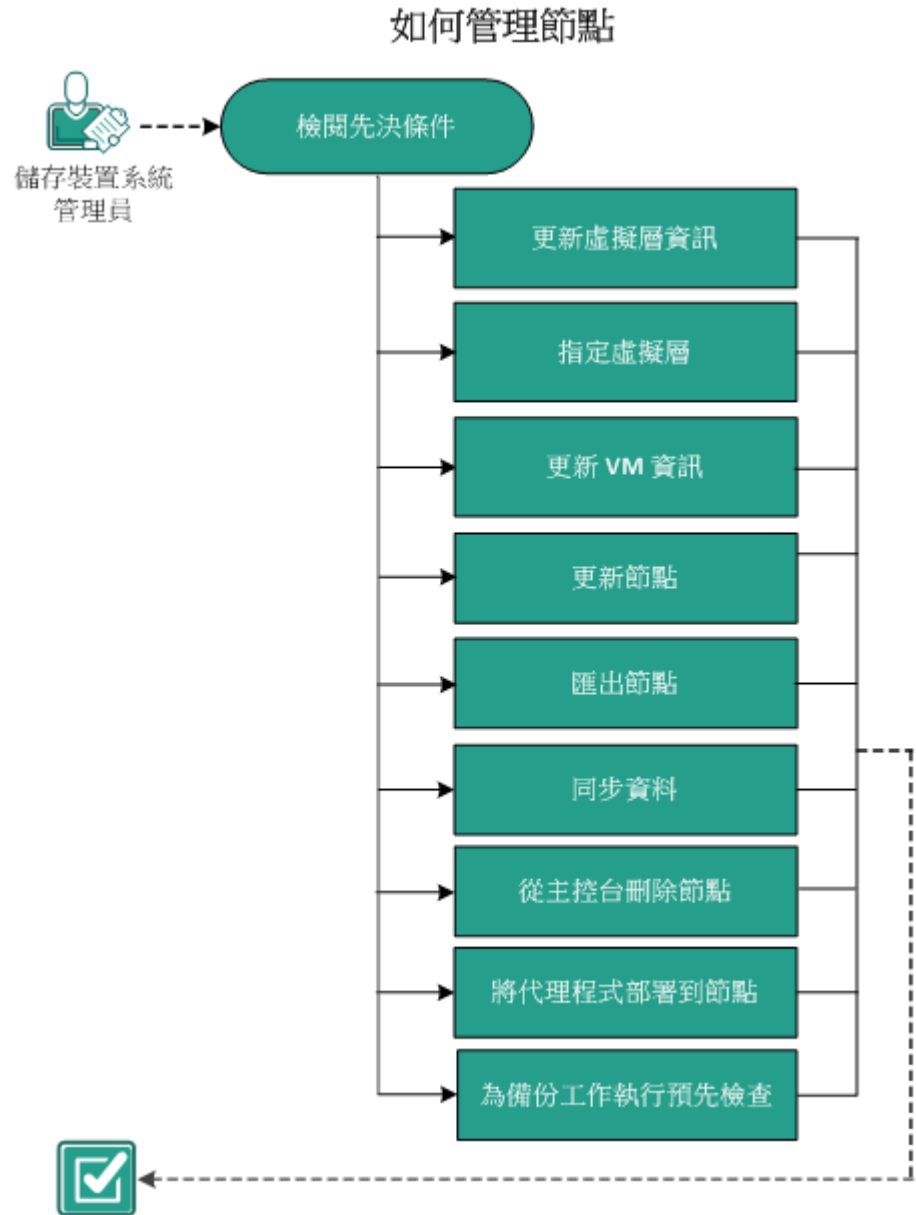 如何管理節點
檢閱先決條件
儲存裝置系統
管理員
更新虛擬層資訊
指定虛擬層
更新 VM 資訊
更新節點
匯出節點
同步資料
從主控台刪除節點
將代理程式部署到節點
為備份工作執行預先檢查